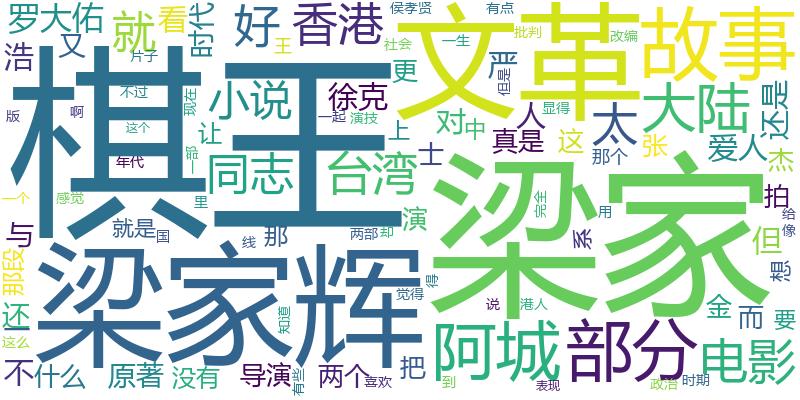 罗大佑
就
看
时代
好
香港
侯孝贤
有点
一生
批判
改编
文革
故事
浩
又
片子
王
社会
更
严
但是
棋王
不过
现在
小说
徐克
一起
演技
对
中
人
显得
太
大陆
还是
版
啊
这个
让
上
真是
这
那个
张
爱人
年代
一部
同志
台湾
士
杰
一个
感觉
里
演
梁家
完全
用
拍
给
像
与
就是
国
线
那
两部
却
系
但
想
那段
梁家辉
觉得
得
还
知道
说
港人
金
而
要
这么
阿城
部分
电影
不
什么
原著
没有
导演
有些
两个
喜欢
把
到
表现
政治
时期